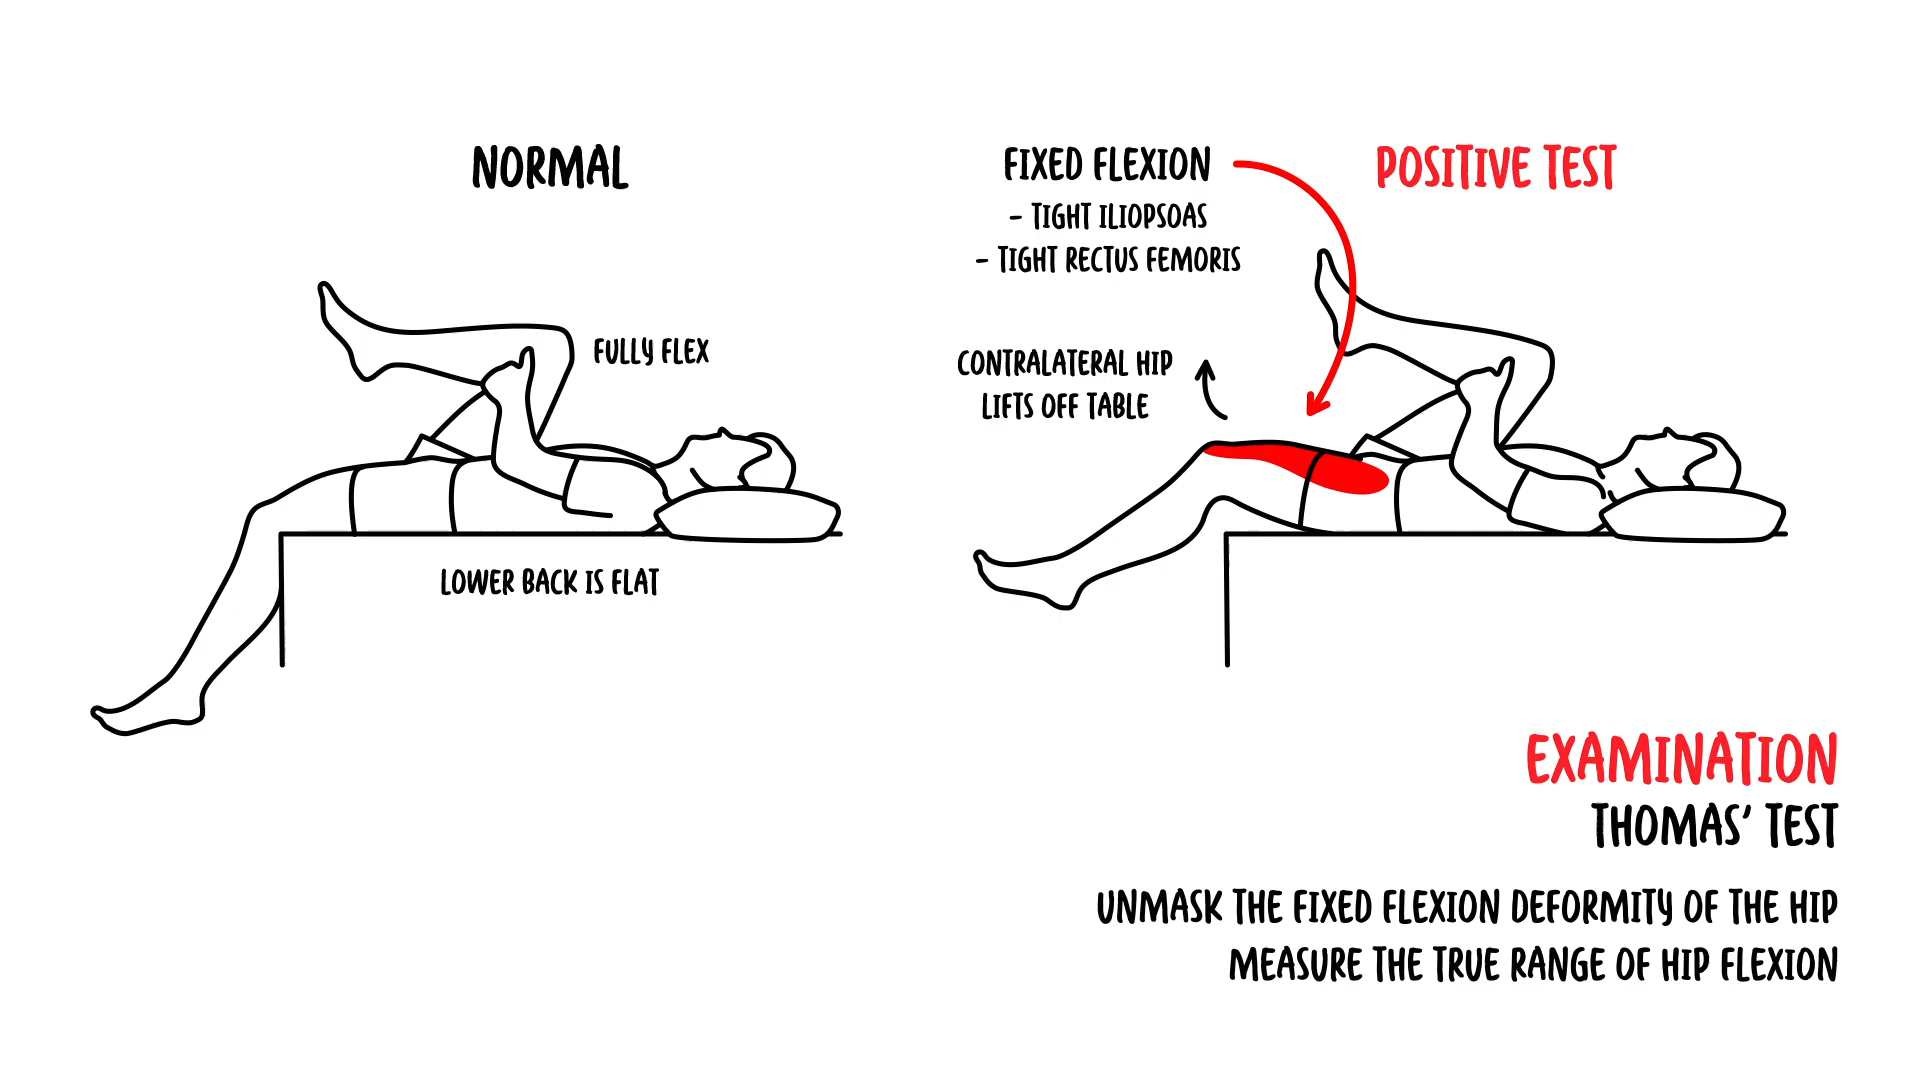 NORMAL
FULLY FLEX
LOWER BACK IS FLAT
FIXED FLEXION
- TIGHT ILIOPSOAS
- TIGHT RECTUS FEMORIS
POSITIVE TEST
CONTRALATERAL HIP
LIFTS OFF TABLE
EXAMINATION
THOMAS' TEST
UNMASK THE FIXED FLEXION DEFORMITY OF THE HIP
MEASURE THE TRUE RANGE OF HIP FLEXION